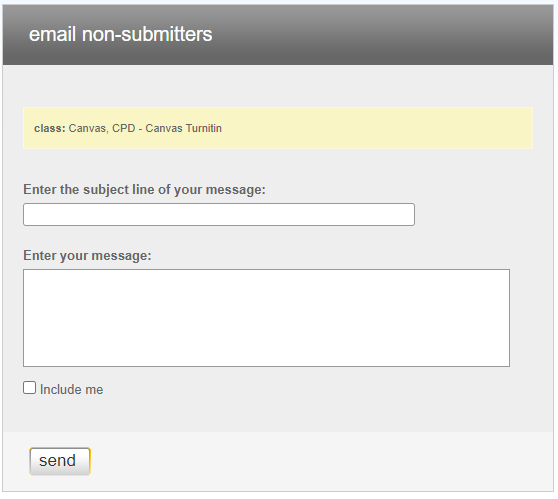 email non-submitters
class: Canvas, CPD - Canvas Turnitin
Enter the subject line of your message:
Enter your message:
Include me
send